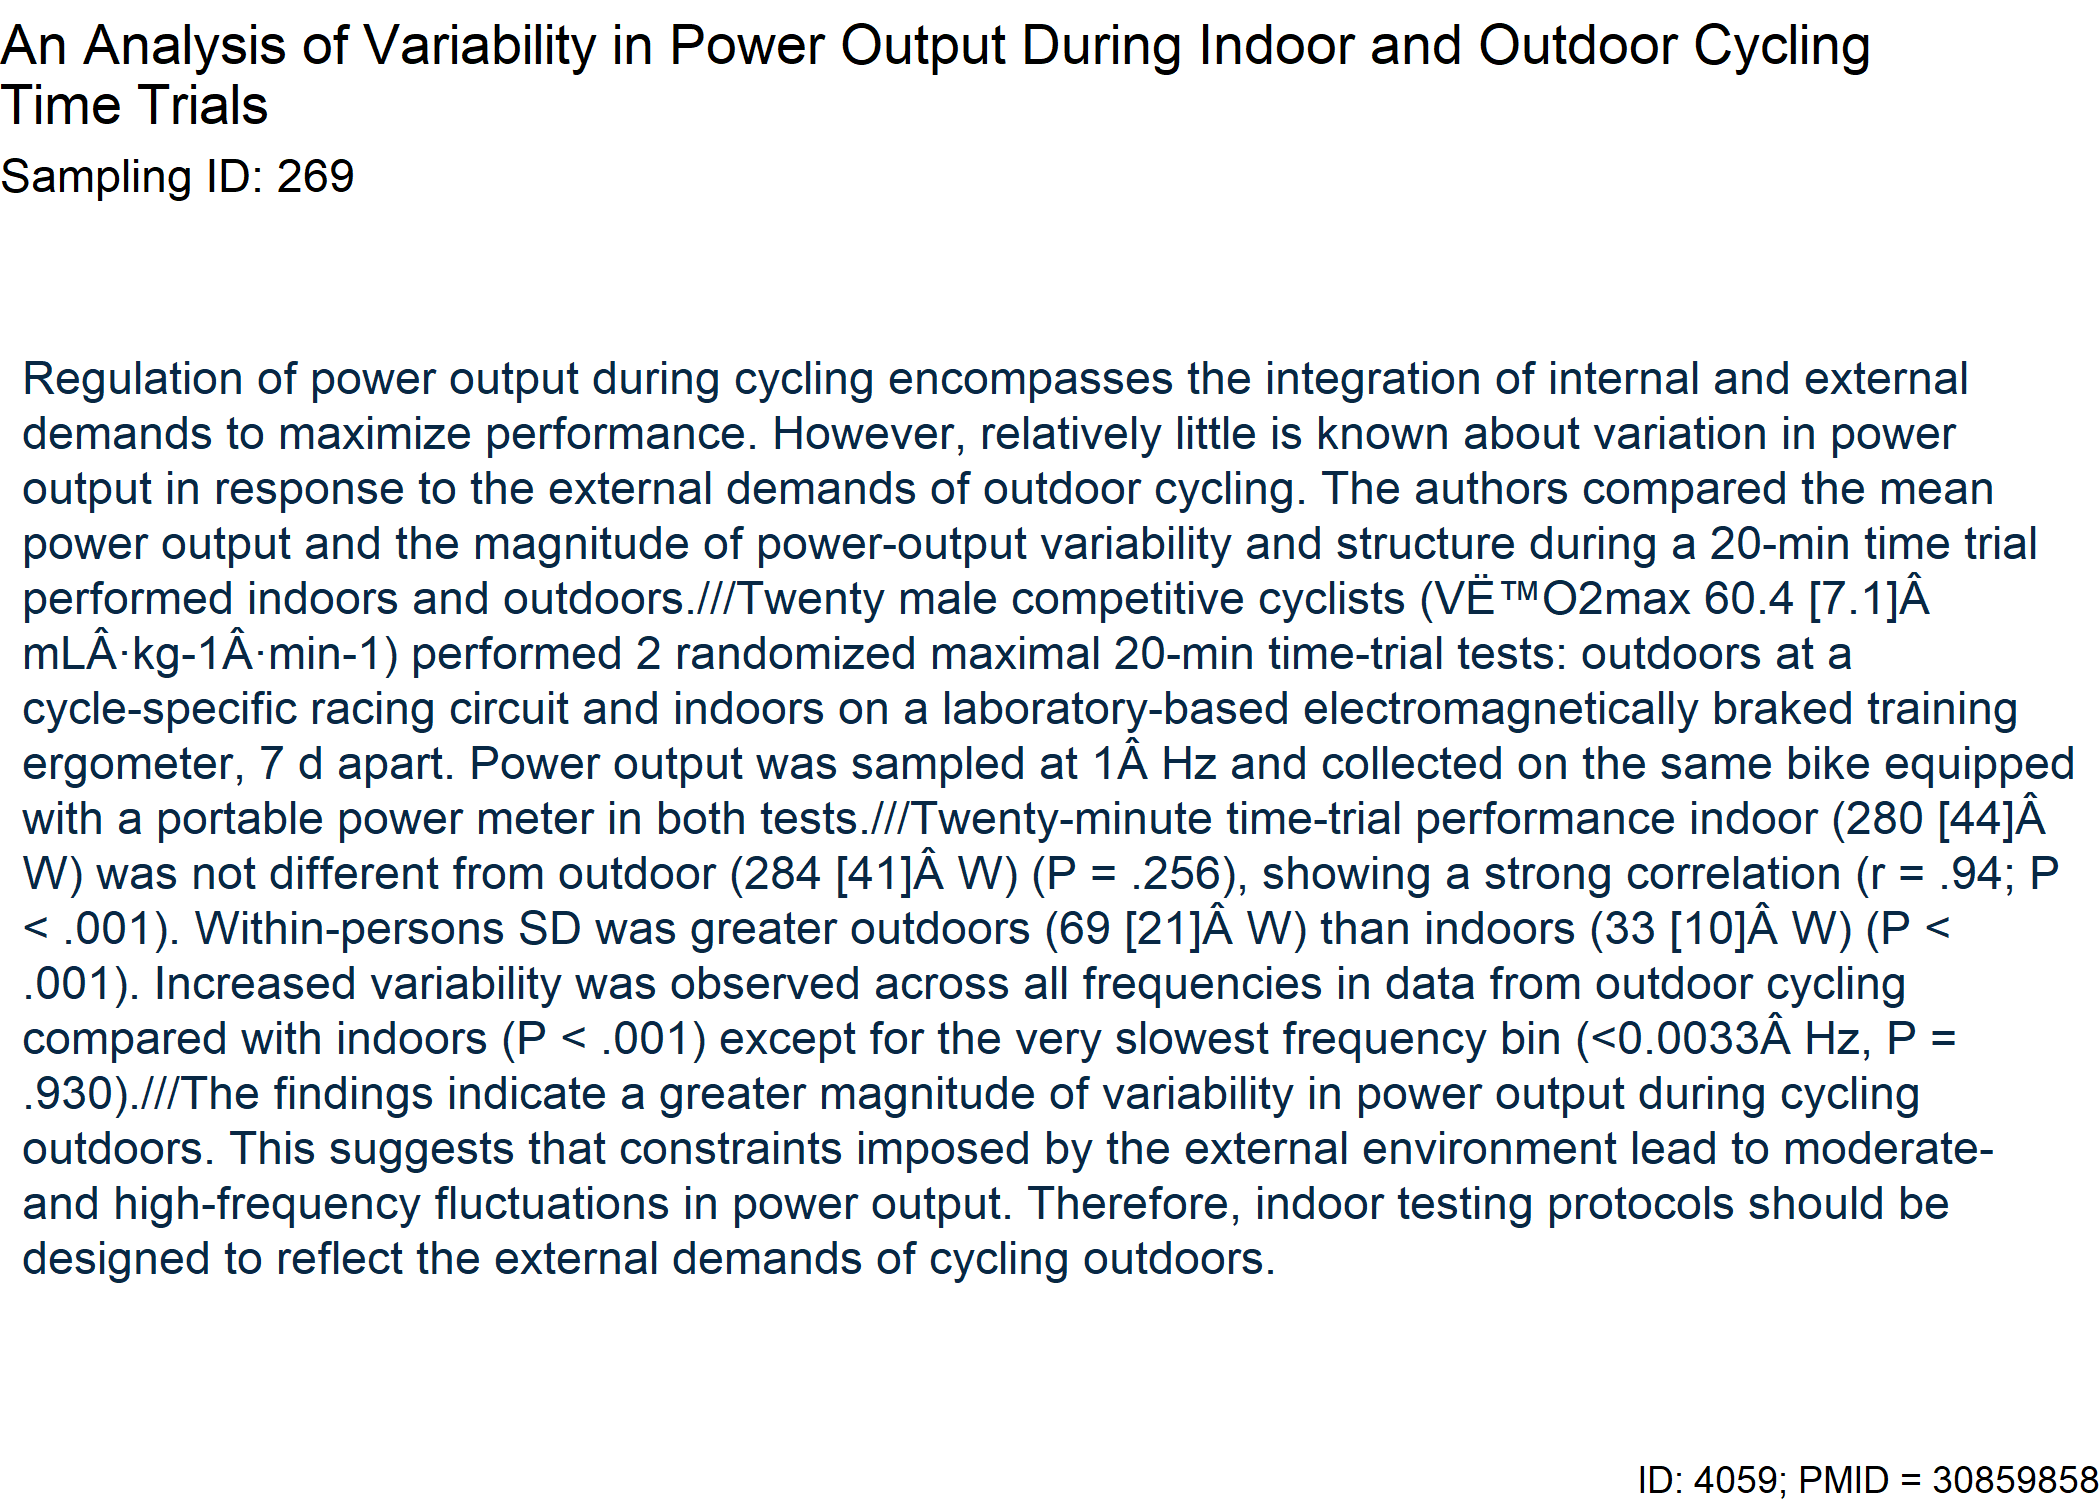 An Analysis of Variability in Power Output During Indoor and Outdoor Cycling
Time Trials
Sampling ID: 269
Regulation of power output during cycling encompasses the integration of internal and external
demands to maximize performance. However, relatively little is known about variation in power
output in response to the external demands of outdoor cycling. The authors compared the mean
power output and the magnitude of power-output variability and structure during a 20-min time trial
performed indoors and outdoors.///Twenty male competitive cyclists (VË™O2max 60.4 [7.1]Â
mLÂ·kg-1Â·min-1) performed 2 randomized maximal 20-min time-trial tests: outdoors at a
cycle-specific racing circuit and indoors on a laboratory-based electromagnetically braked training
ergometer, 7 d apart. Power output was sampled at 1Â Hz and collected on the same bike equipped
with a portable power meter in both tests.///Twenty-minute time-trial performance indoor (280 [44]Â
W) was not different from outdoor (284 [41]Â W) (P = .256), showing a strong correlation (r = .94; P
< .001). Within-persons SD was greater outdoors (69 [21]Â W) than indoors (33 [10]Â W) (P <
.001). Increased variability was observed across all frequencies in data from outdoor cycling
compared with indoors (P < .001) except for the very slowest frequency bin (<0.0033Â Hz, P =
.930).///The findings indicate a greater magnitude of variability in power output during cycling
outdoors. This suggests that constraints imposed by the external environment lead to moderate-
and high-frequency fluctuations in power output. Therefore, indoor testing protocols should be
designed to reflect the external demands of cycling outdoors.
ID: 4059; PMID = 30859858